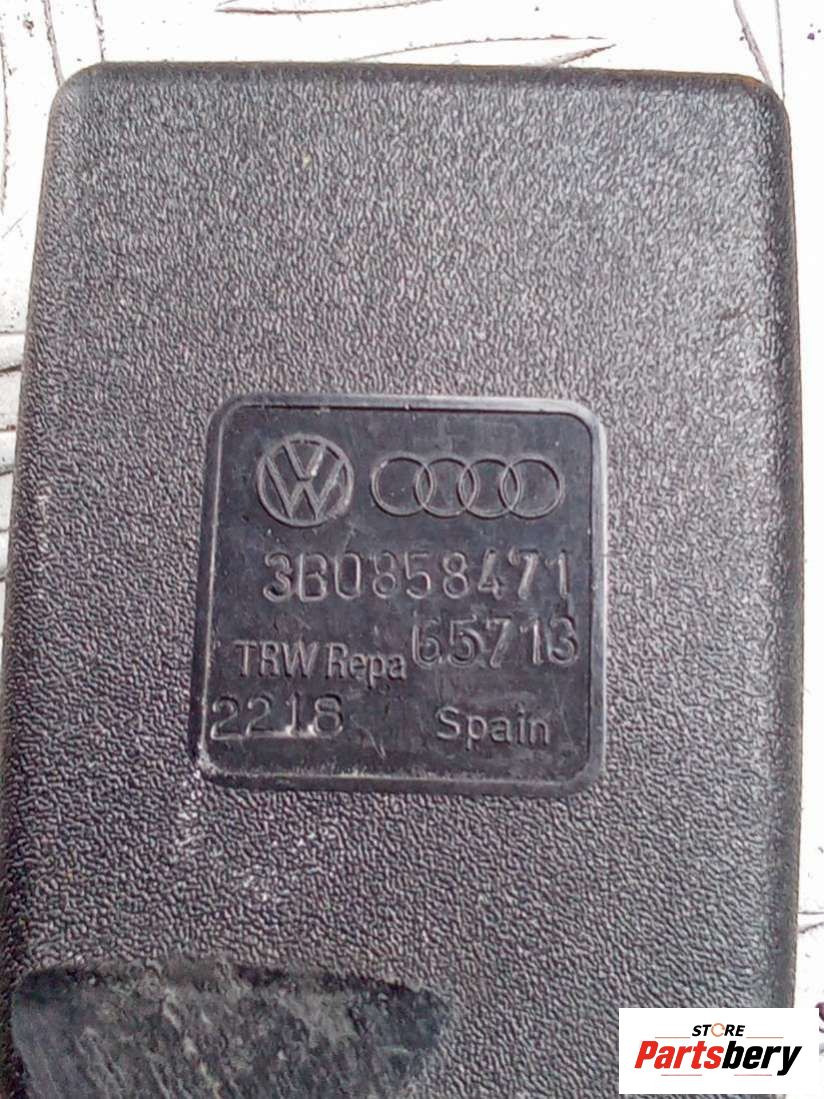 3B0858471
TRW Repa 65713
2218 Spain
STORE
Partsbery